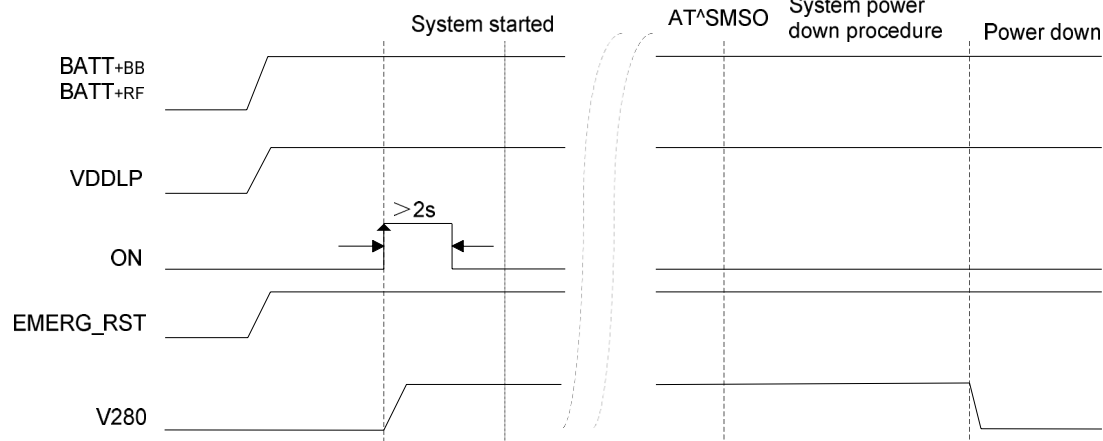 System started
AT^SMSO
System power
down procedure
Power down
BATT+BB
BATT+RF
VDDLP
>2s
ON
EMERG_RST
V280